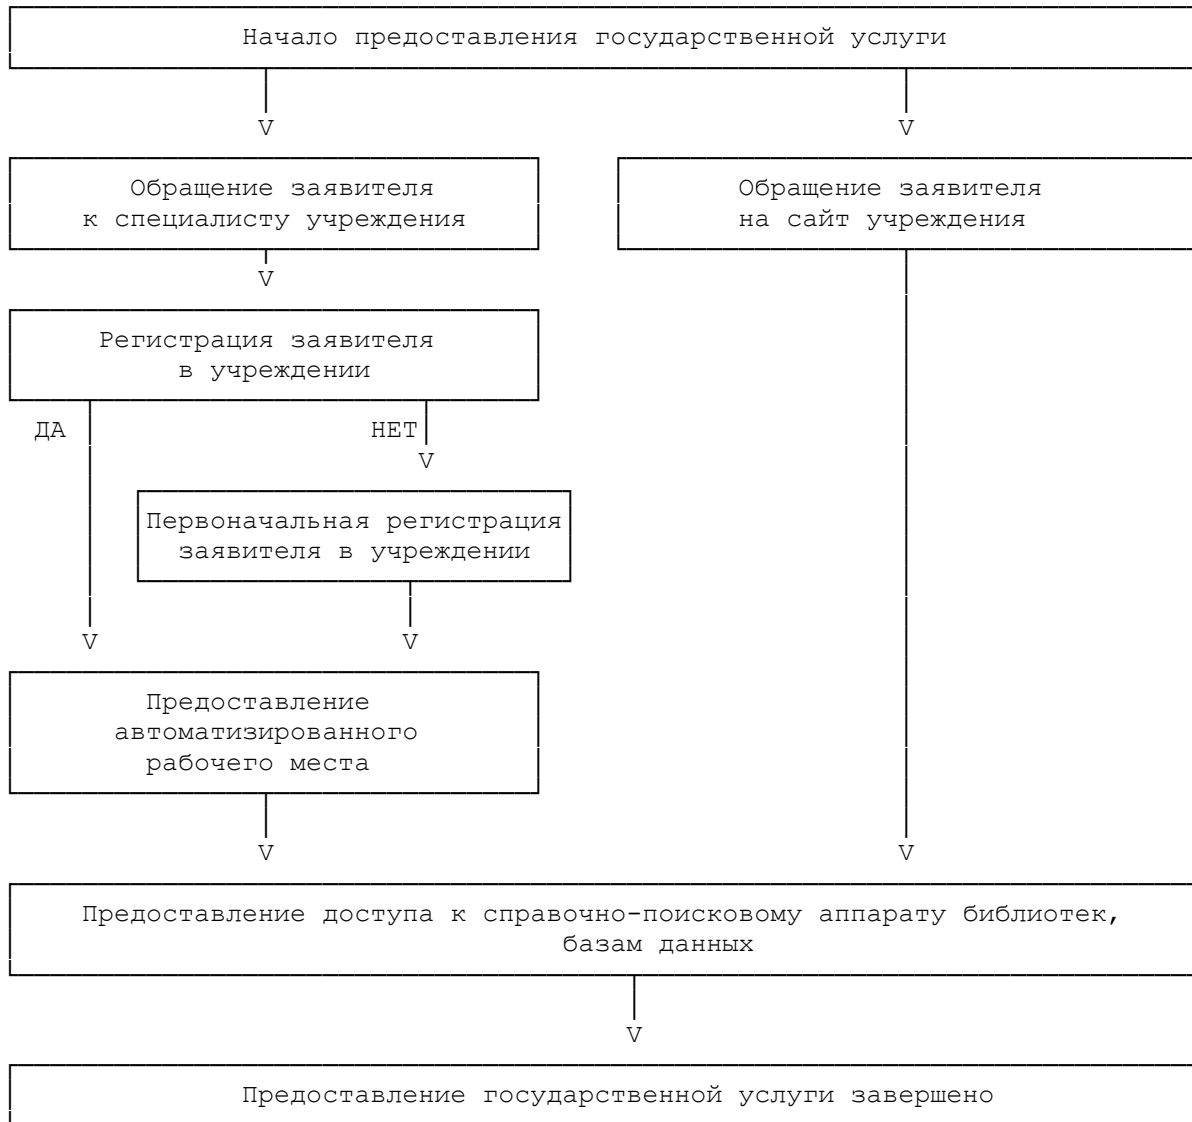 Начало предоставления государственной услуги
V
V
Обращение заявителя
к специалисту учреждения
Обращение заявителя
на сайт учреждения
V
Регистрация заявителя
в учреждении
ДА
НЕТ
V
Первоначальная регистрация
заявителя в учреждении
V
V
Предоставление
автоматизированного
рабочего места
V
V
Предоставление доступа к справочно-поисковому аппарату библиотек,
базам данных
V
Предоставление государственной услуги завершено